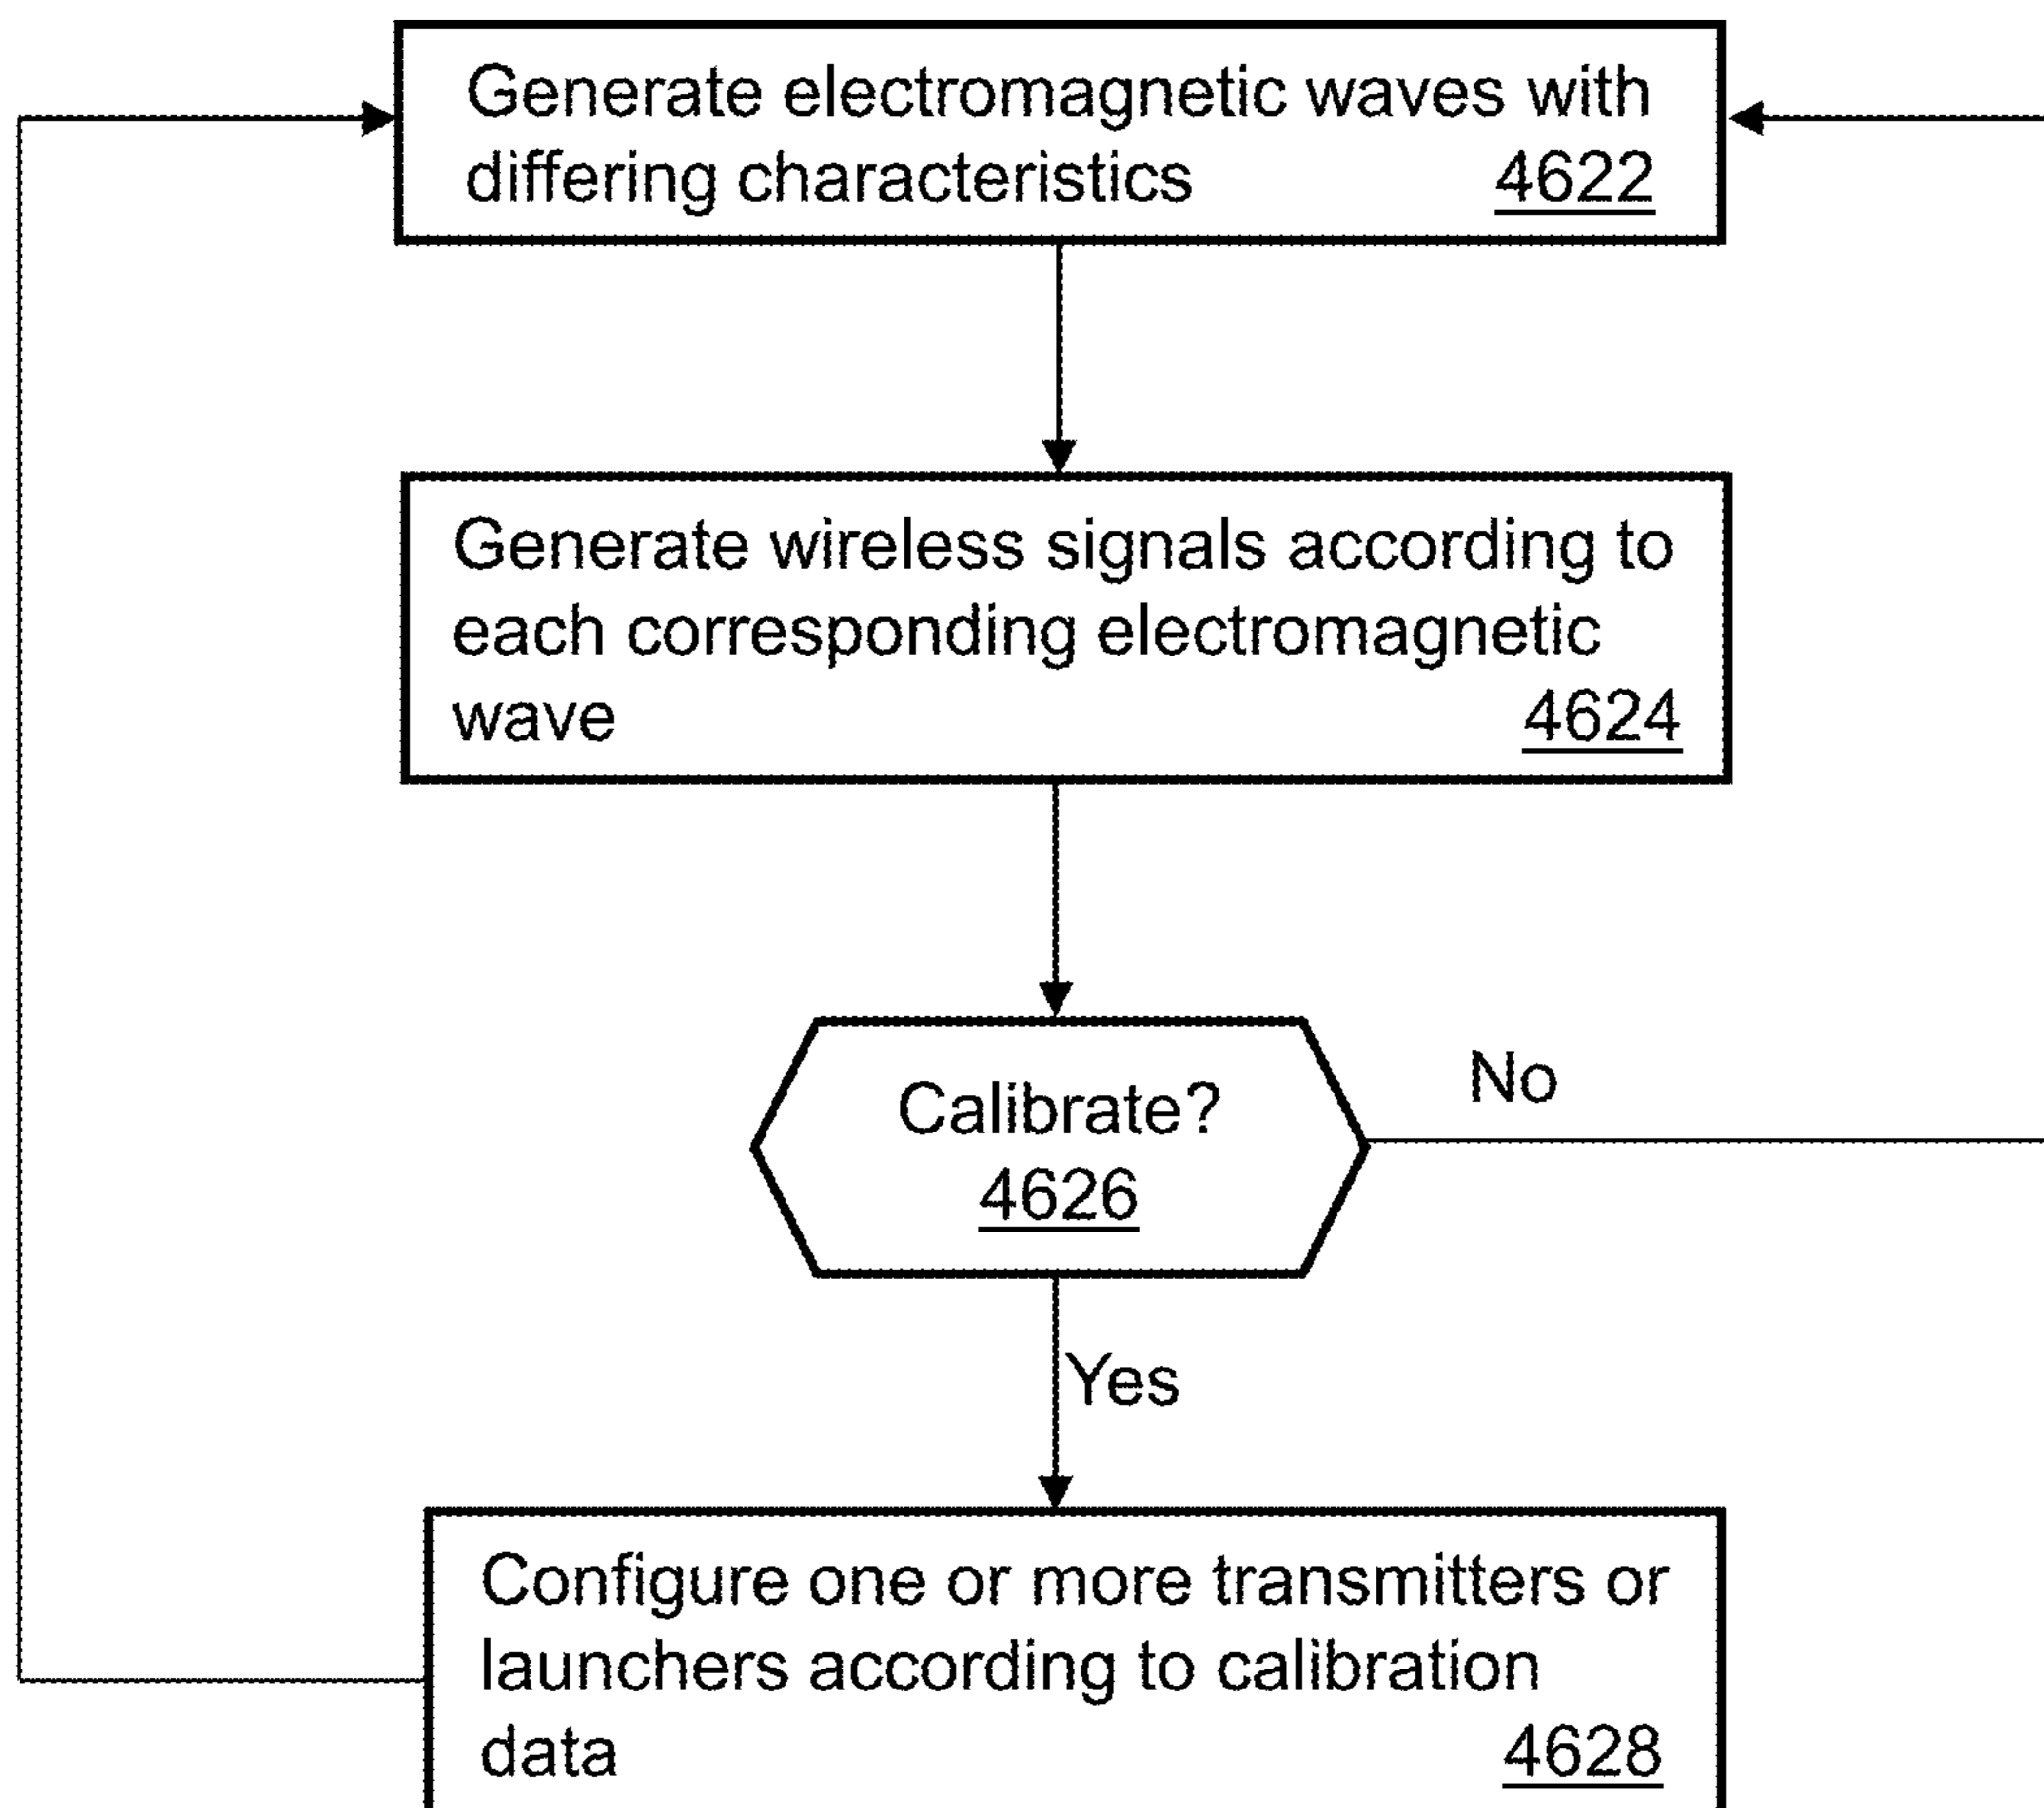 Generate electromagnetic waves with
differing characteristics 4622
Generate wireless signals according to
each corresponding electromagnetic
wave 4624
Calibrate?
4626
No
Yes
Configure one or more transmitters or
launchers according to calibration
data 4628